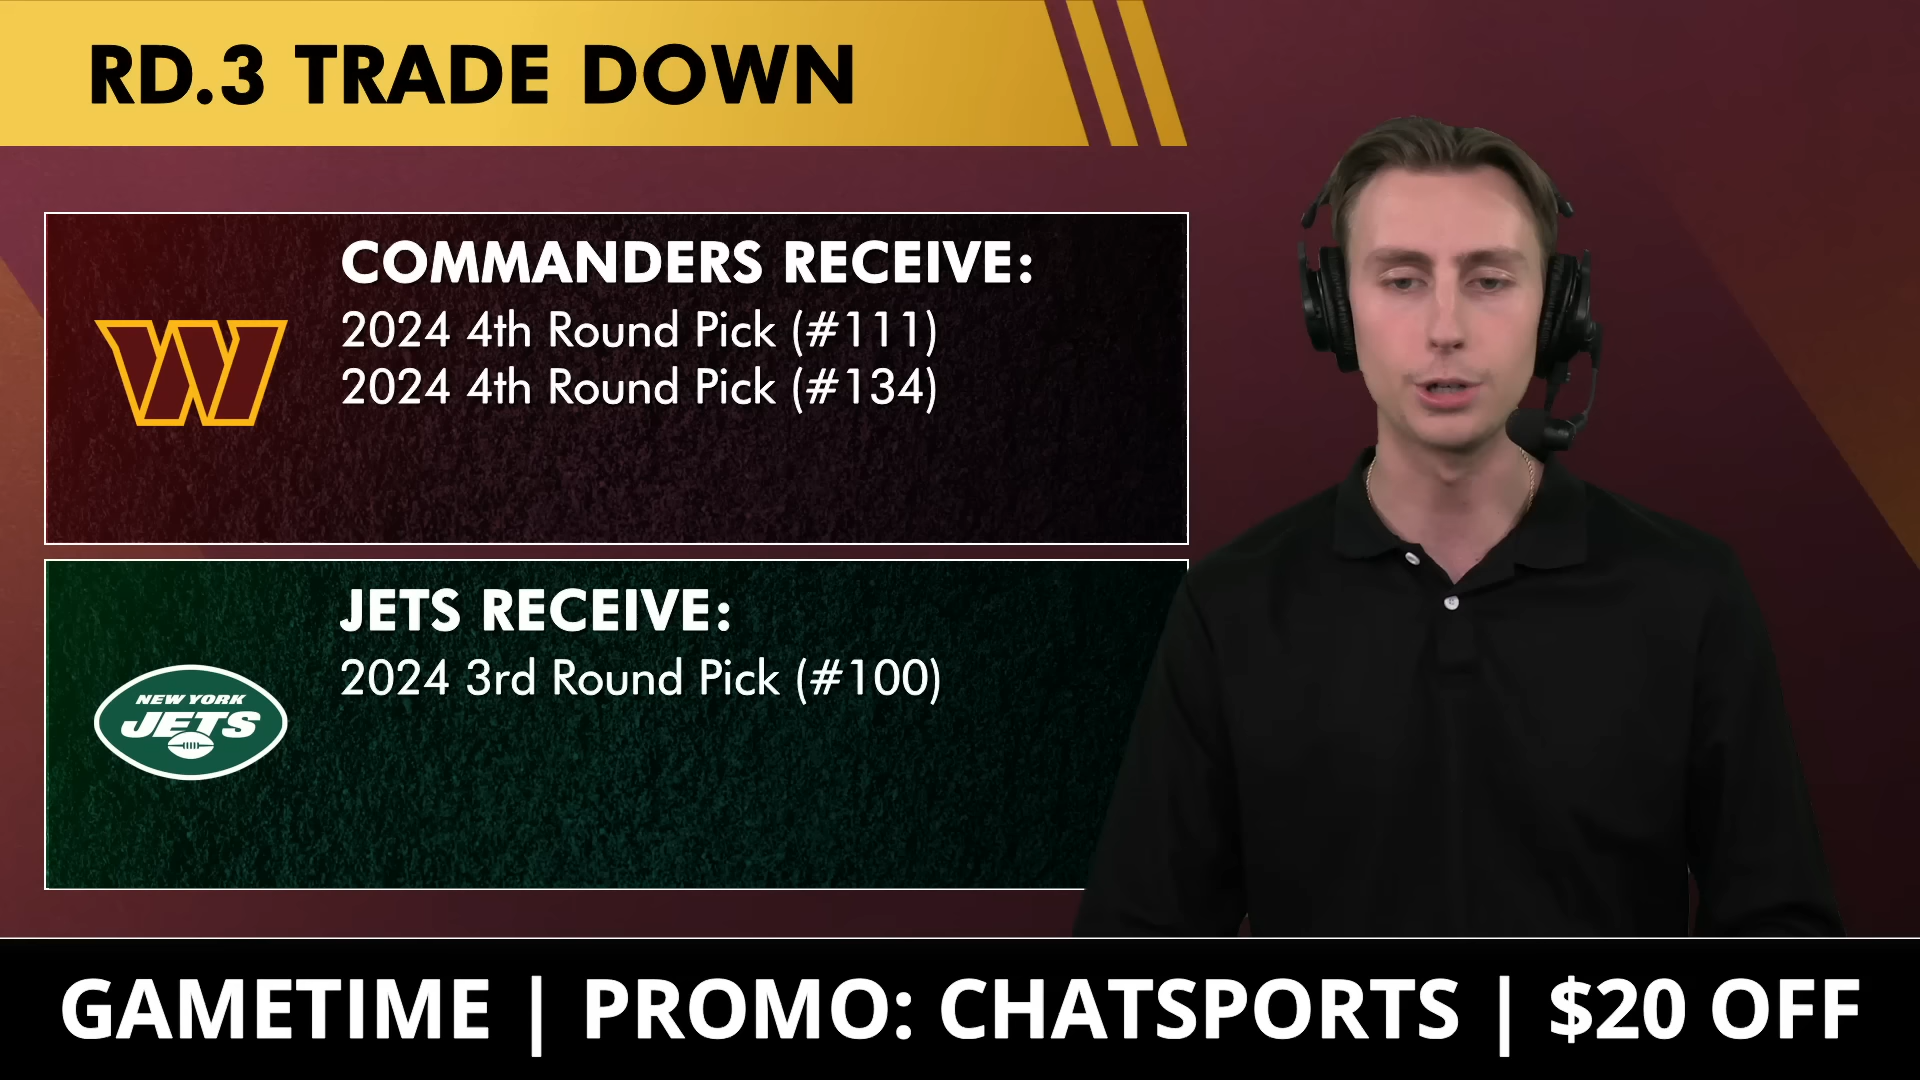 RD.3 TRADE DOWN
COMMANDERS RECEIVE:
2024 4th Round Pick (#111)
2024 4th Round Pick (#134)
JETS RECEIVE:
2024 3rd Round Pick (#100)
NEW YORK
JETS
GAMETIME | PROMO: CHATSPORTS | $20 OFF